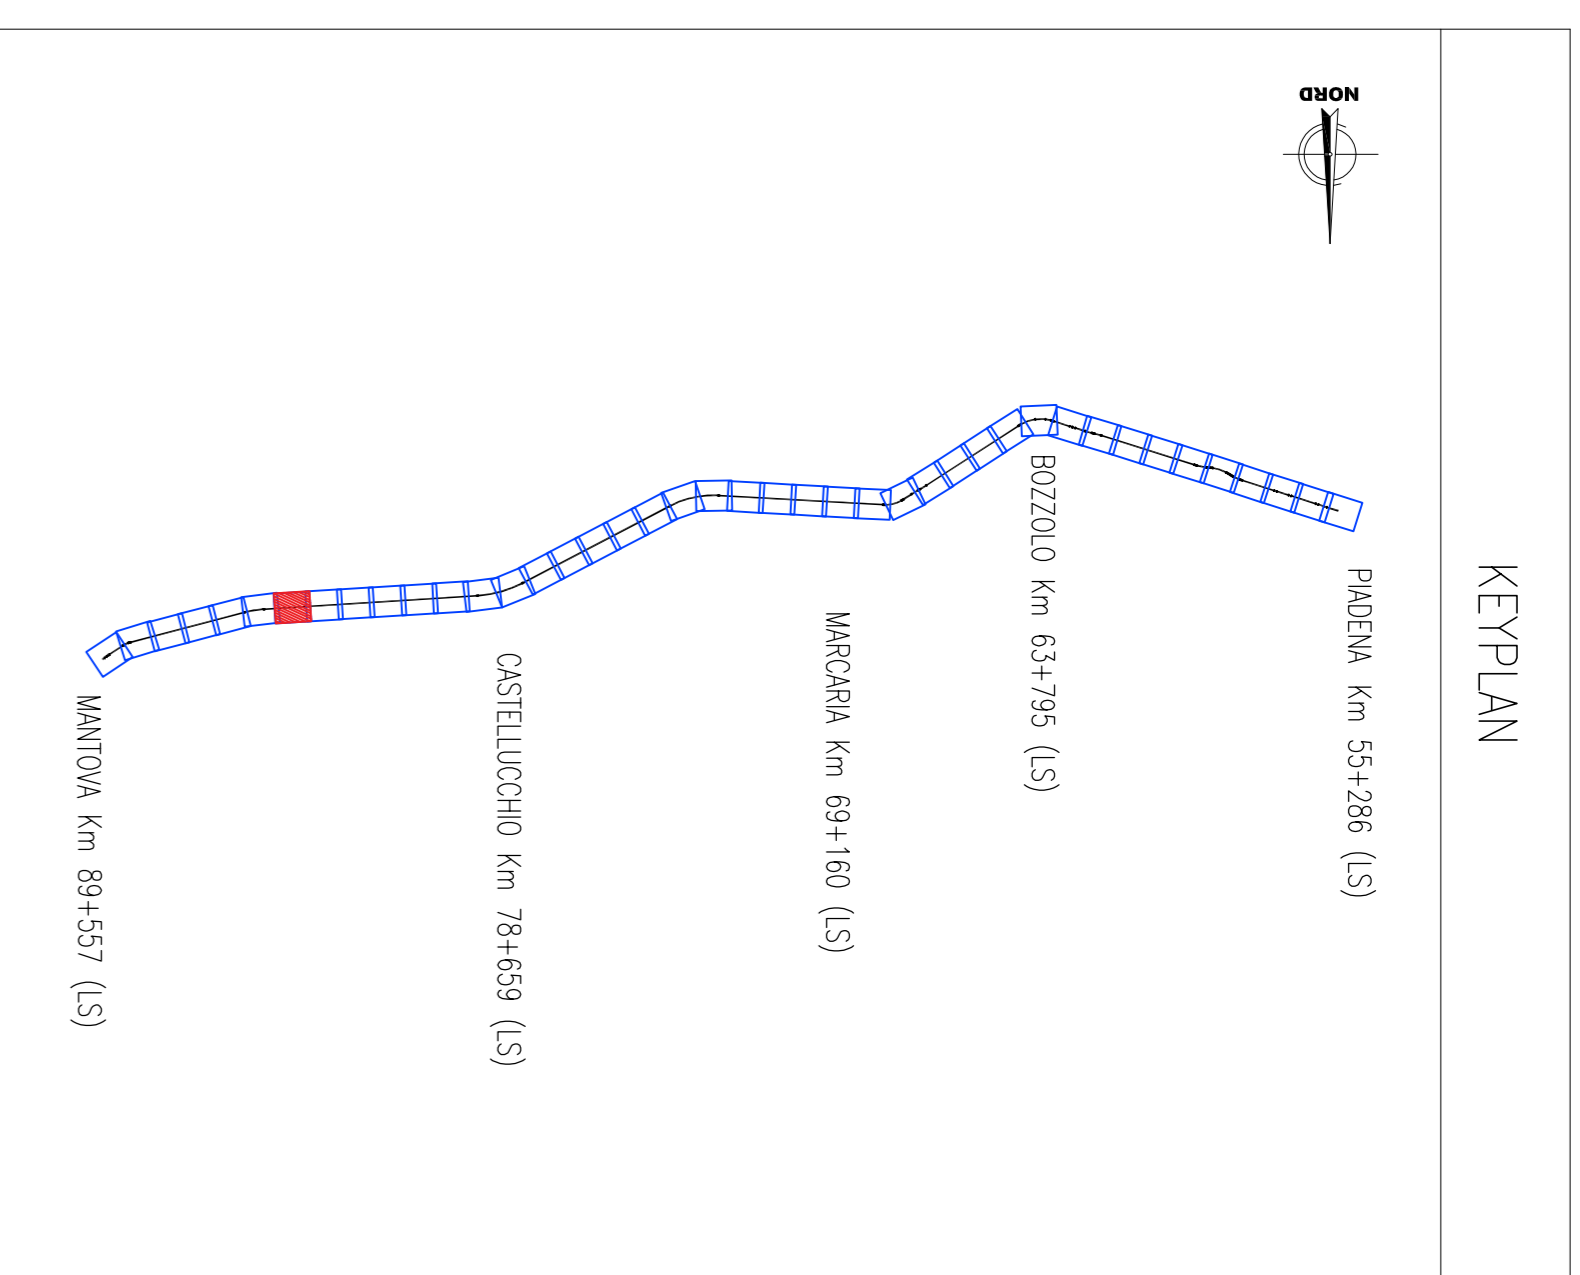 KEYPLAN
NORD
PIADENA Km 55+286 (LS)
BOZZOLO Km 63+795 (LS)
MARCARIA Km 69+160 (LS)
CASTELLUCCHIO Km 78+659 (LS)
MANTOVA Km 89+557 (LS)